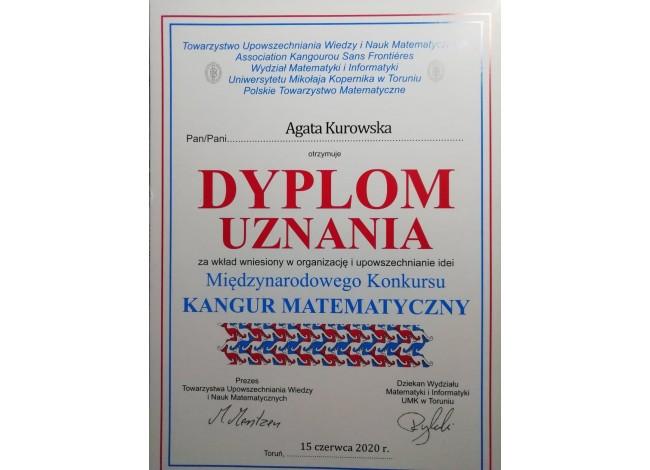 Towarzystwo Upowszechniania Wiedzy i Nauk Matematycznych
Association Kangourou Sans Frontières
Wydział Matematyki i Informatyki
Uniwersytetu Mikołaja Kopernika w Toruniu
Polskie Towarzystwo Matematyczne
Pan/Pani Agata Kurowska
otrzymuje
DYPLOM
UZNANIA
za wkład wniesiony w organizację i upowszechnianie idei
Międzynarodowego Konkursu
KANGUR MATEMATYCZNY
Prezes
Towarzystwa Upowszechniania Wiedzy
i Nauk Matematycznych
Dziekan Wydziału
Matematyki i Informatyki
UMK w Toruniu
Toruń, 15 czerwca 2020 r.